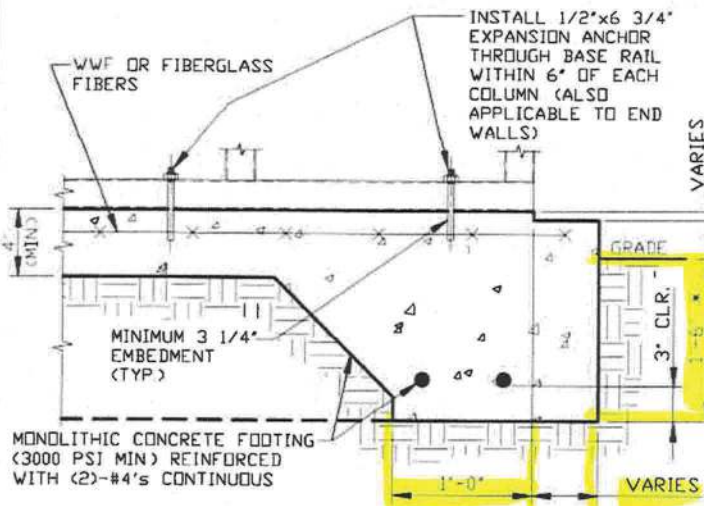 INSTALL 1/2"x6 3/4"
EXPANSION ANCHOR
THROUGH BASE RAIL
WITHIN 6" OF EACH
COLUMN (ALSO
APPLICABLE TO END
WALLS)
WWF OR FIBERGLASS
FIBERS
VARIES
4"
(MIN)
GRADE
MINIMUM 3 1/4"
EMBEDMENT
(TYP.)
3" CLR.
1'-6" *
MONOLITHIC CONCRETE FOOTING
(3000 PSI MIN) REINFORCED
WITH (2)-#4's CONTINUOUS
1'-0"
VARIES